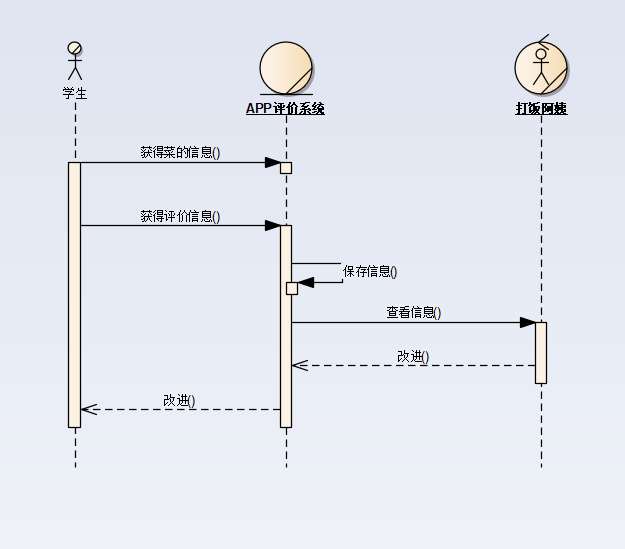 学生
APP评价系统
打饭阿姨
获得菜的信息()
获得评价信息()
保存信息()
查看信息()
改进()
改进()